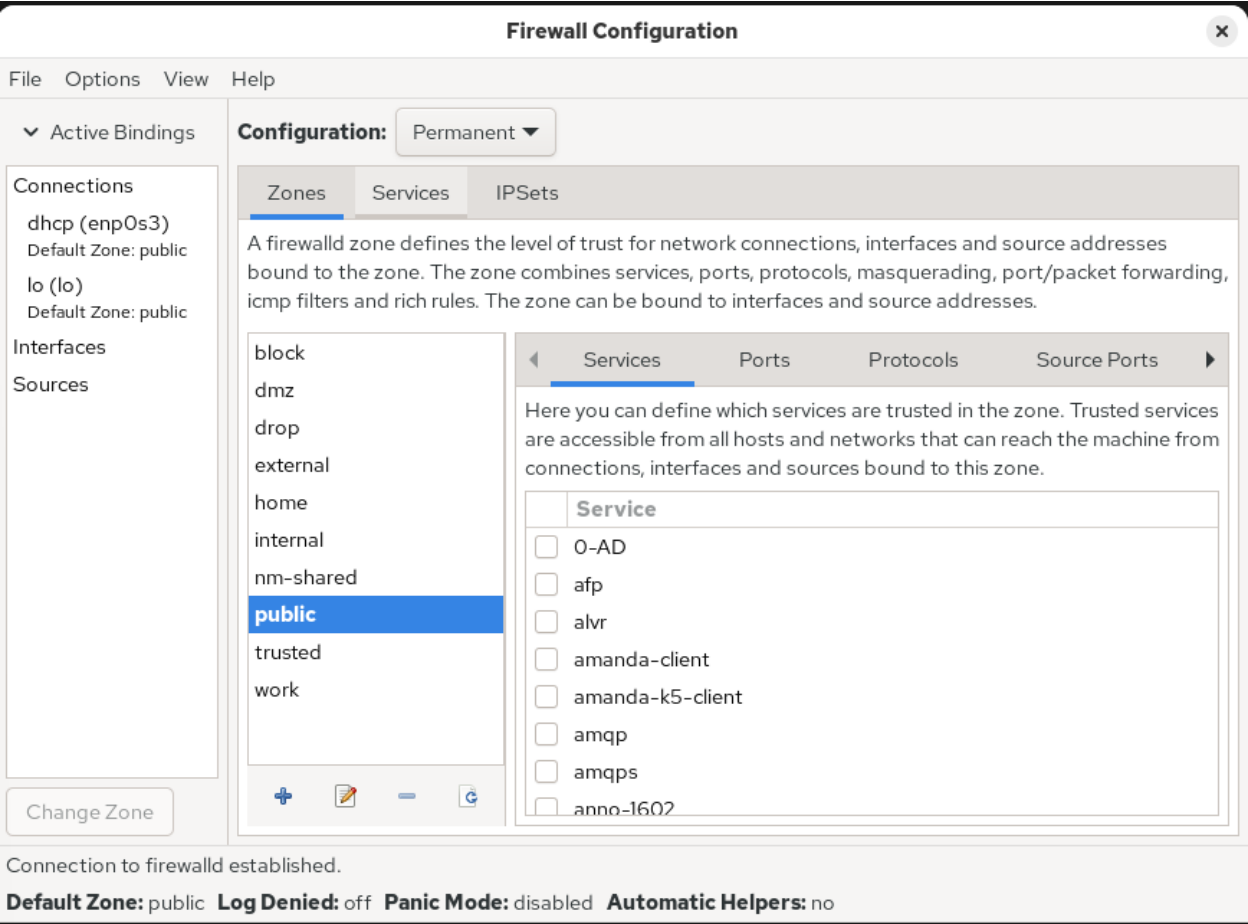 Firewall Configuration
File Options View Help
Active Bindings
Configuration: Permanent
Connections
dhcp (enp0s3)
Default Zone: public
lo (lo)
Default Zone: public
Interfaces
Sources
Change Zone
Zones Services IPSets
A firewalld zone defines the level of trust for network connections, interfaces and source addresses
bound to the zone. The zone combines services, ports, protocols, masquerading, port/packet forwarding,
icmp filters and rich rules. The zone can be bound to interfaces and source addresses.
block
dmz
drop
external
home
internal
nm-shared
public
trusted
work
Services Ports Protocols Source Ports
Here you can define which services are trusted in the zone. Trusted services
are accessible from all hosts and networks that can reach the machine from
connections, interfaces and sources bound to this zone.
Service
0-AD
afp
alvr
amanda-client
amanda-k5-client
amqp
amqps
anno-1602
Connection to firewalld established.
Default Zone: public Log Denied: off Panic Mode: disabled Automatic Helpers: no